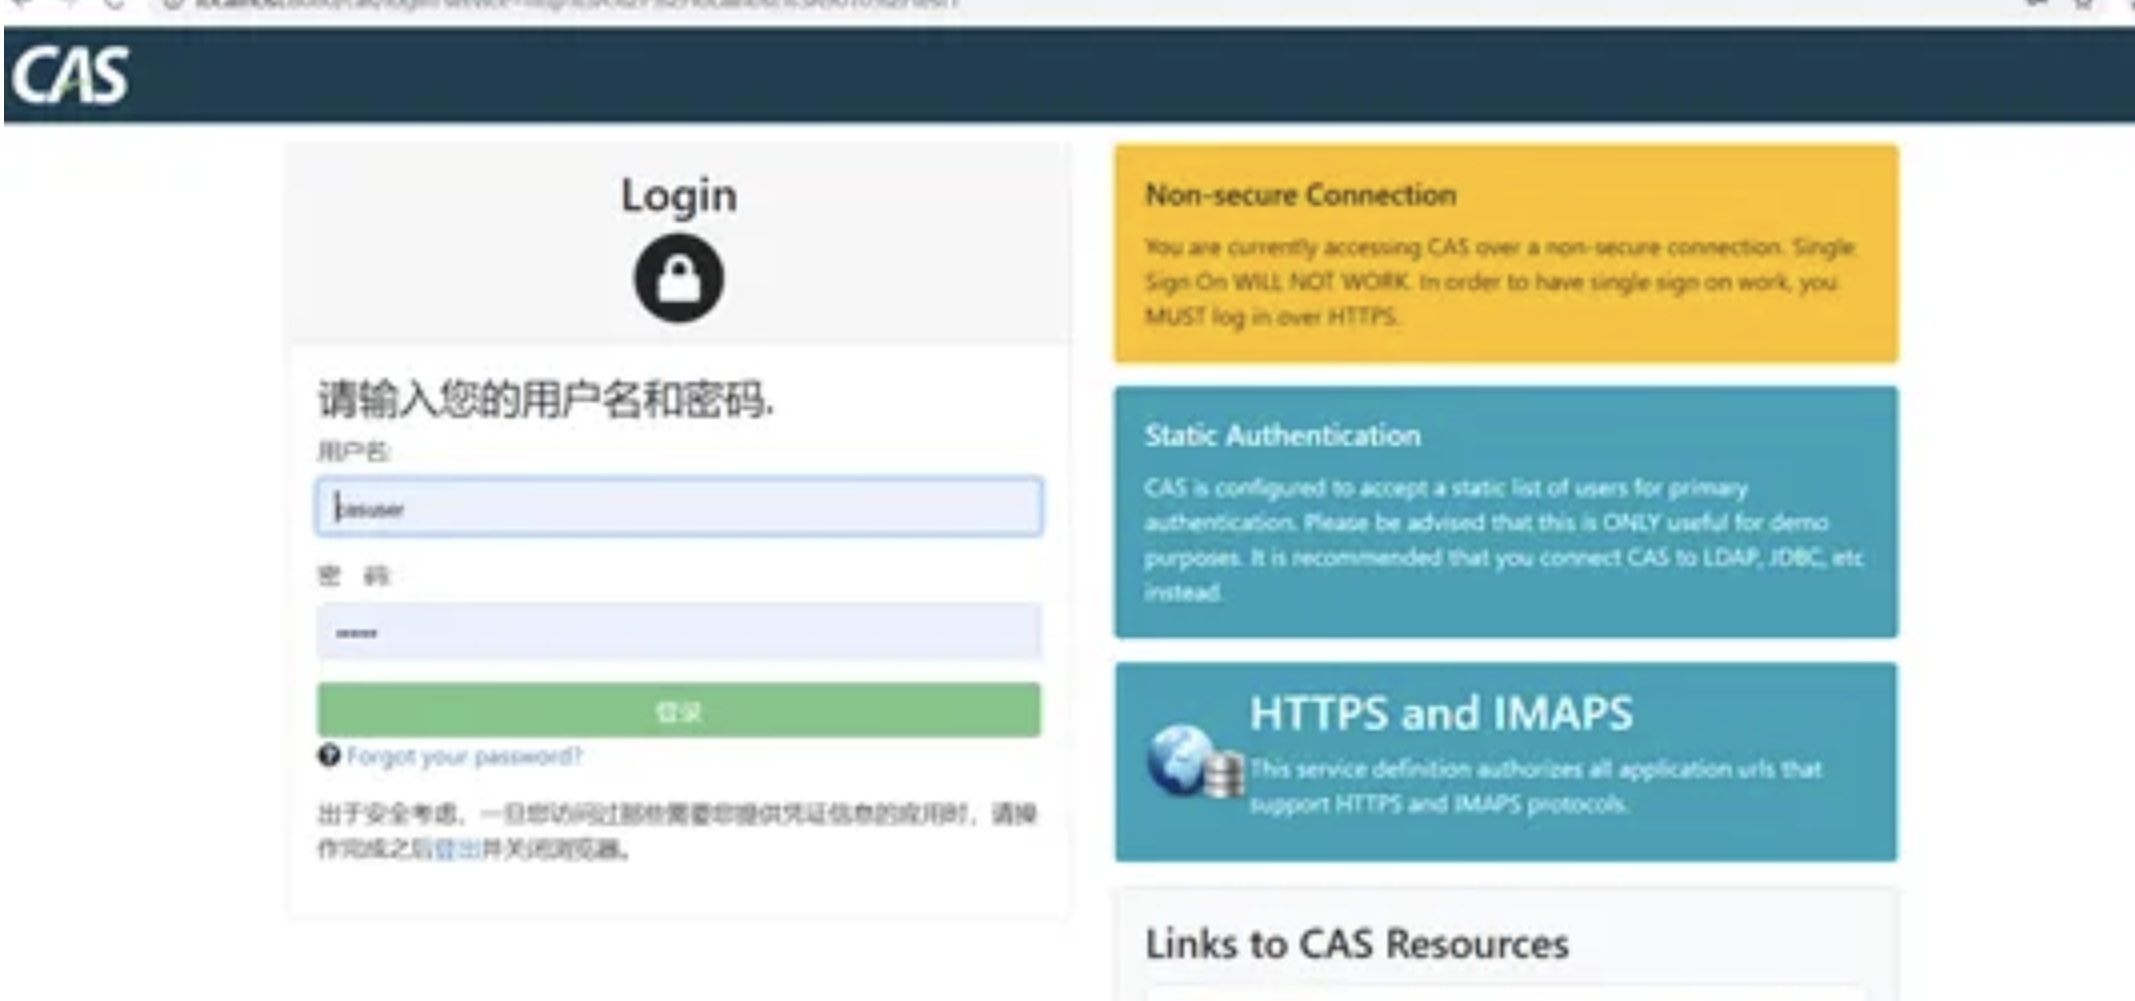 CAS
Login
请输入您的用户名和密码.
用户名:
casuser
密 码:
登录
Forgot your password?
出于安全考虑,一旦您访问过那些需要您提供凭证信息的应用时,请操
作完成之后登出并关闭浏览器。
Non-secure Connection
You are currently accessing CAS over a non-secure connection. Single
Sign On WILL NOT WORK. In order to have single sign on work, you
MUST log in over HTTPS.
Static Authentication
CAS is configured to accept a static list of users for primary
authentication. Please be advised that this is ONLY useful for demo
purposes. It is recommended that you connect CAS to LDAP, JDBC, etc
instead.
HTTPS and IMAPS
This service definition authorizes all application urls that
support HTTPS and IMAPS protocols.
Links to CAS Resources